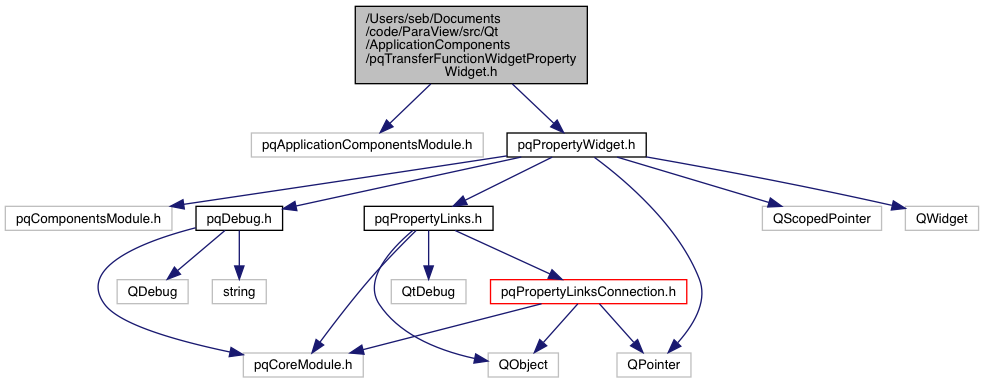 /Users/seb/Documents
/code/ParaView/src/Qt
/ApplicationComponents
/pqTransferFunctionWidgetProperty
Widget.h
pqApplicationComponentsModule.h
pqPropertyWidget.h
pqComponentsModule.h
pqDebug.h
pqPropertyLinks.h
QScopedPointer
QWidget
QDebug
string
QtDebug
pqPropertyLinksConnection.h
pqCoreModule.h
QObject
QPointer